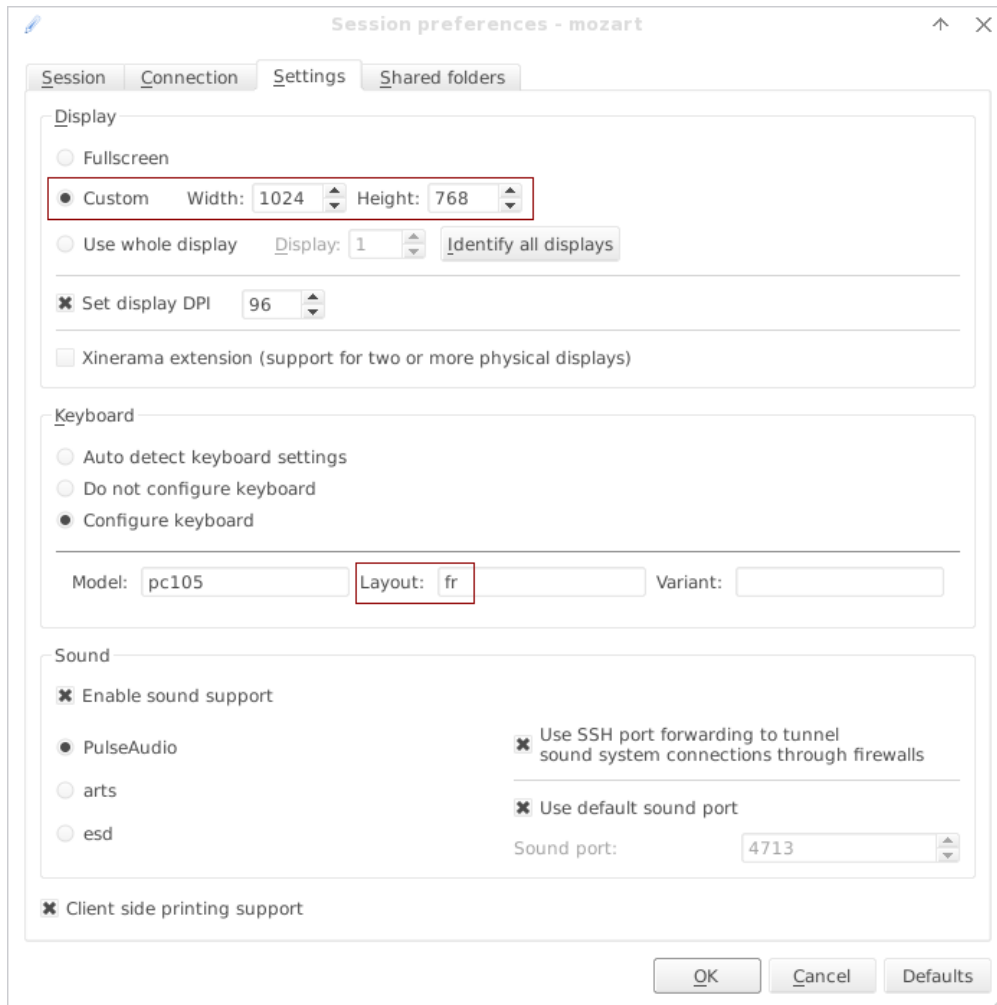 Session preferences - mozart
Session Connection Settings Shared folders
Display
Fullscreen
Custom Width: 1024 Height: 768
Use whole display Display: 1 Identify all displays
Set display DPI 96
Xinerama extension (support for two or more physical displays)
Keyboard
Auto detect keyboard settings
Do not configure keyboard
Configure keyboard
Model: pc105 Layout: fr Variant:
Sound
Enable sound support
PulseAudio
arts
esd
Use SSH port forwarding to tunnel
sound system connections through firewalls
Use default sound port
Sound port: 4713
Client side printing support
OK Cancel Defaults